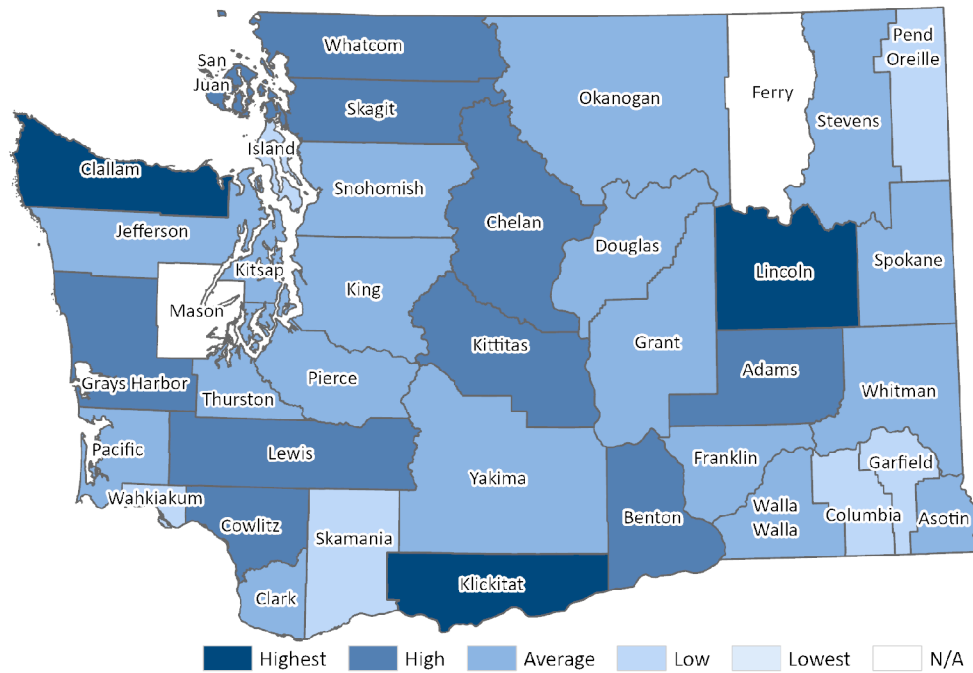 Whatcom
San
Juan
Skagit
Okanogan
Ferry
Pend
Oreille
Stevens
Island
Clallam
Snohomish
Chelan
Jefferson
Douglas
Lincoln
Spokane
Kitsap
King
Mason
Kittitas
Grant
Adams
Grays Harbor
Thurston
Pierce
Whitman
Pacific
Lewis
Yakima
Franklin
Garfield
Wahkiakum
Cowlitz
Skamania
Benton
Walla
Walla
Columbia
Asotin
Clark
Klickitat
Highest High Average Low Lowest N/A